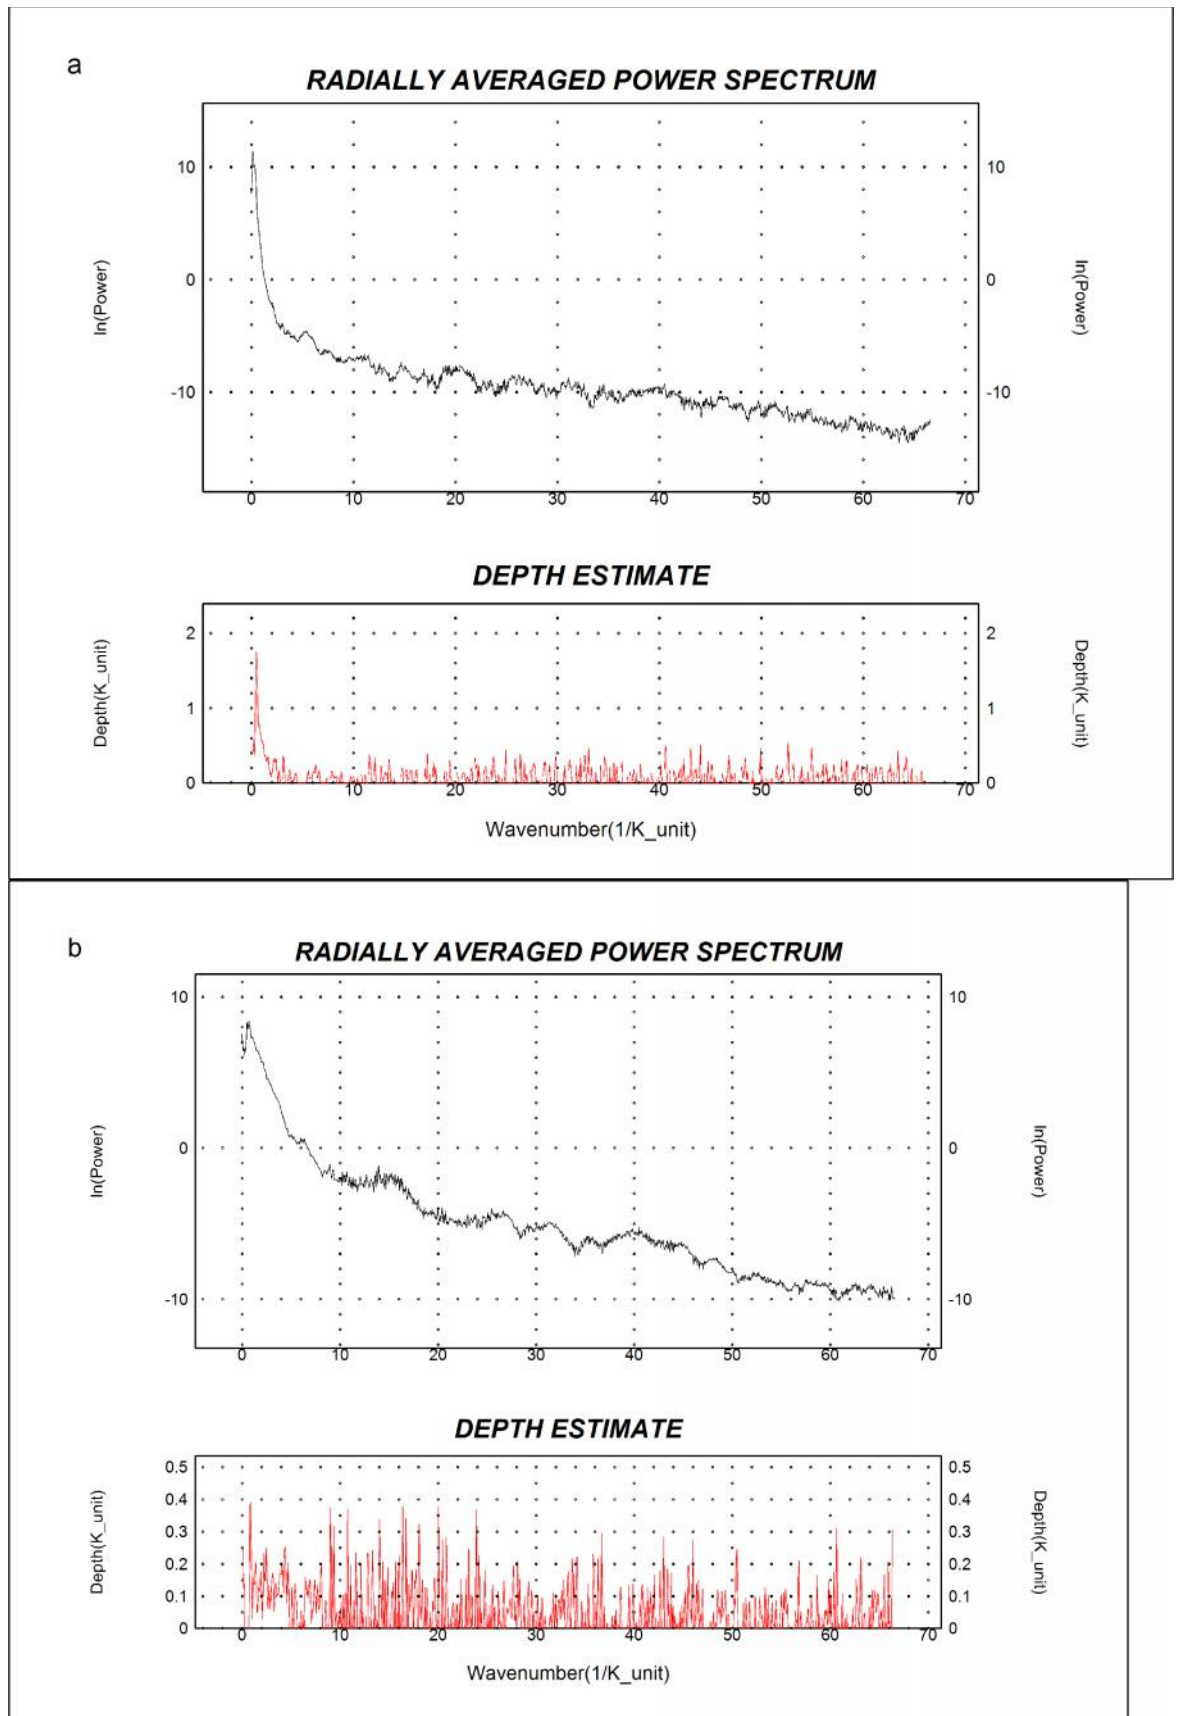 a
RADIALLY AVERAGED POWER SPECTRUM
10 10
0 0
-10 -10
ln(Power) ln(Power)
0 10 20 30 40 50 60 70
DEPTH ESTIMATE
2 2
1 1
0 0
Depth(K_unit) Depth(K_unit)
0 10 20 30 40 50 60 70
Wavenumber(1/K_unit)
b
RADIALLY AVERAGED POWER SPECTRUM
10 10
0 0
-10 -10
ln(Power) ln(Power)
0 10 20 30 40 50 60 70
DEPTH ESTIMATE
0.5 0.5
0.4 0.4
0.3 0.3
0.2 0.2
0.1 0.1
0 0
Depth(K_unit) Depth(K_unit)
0 10 20 30 40 50 60 70
Wavenumber(1/K_unit)